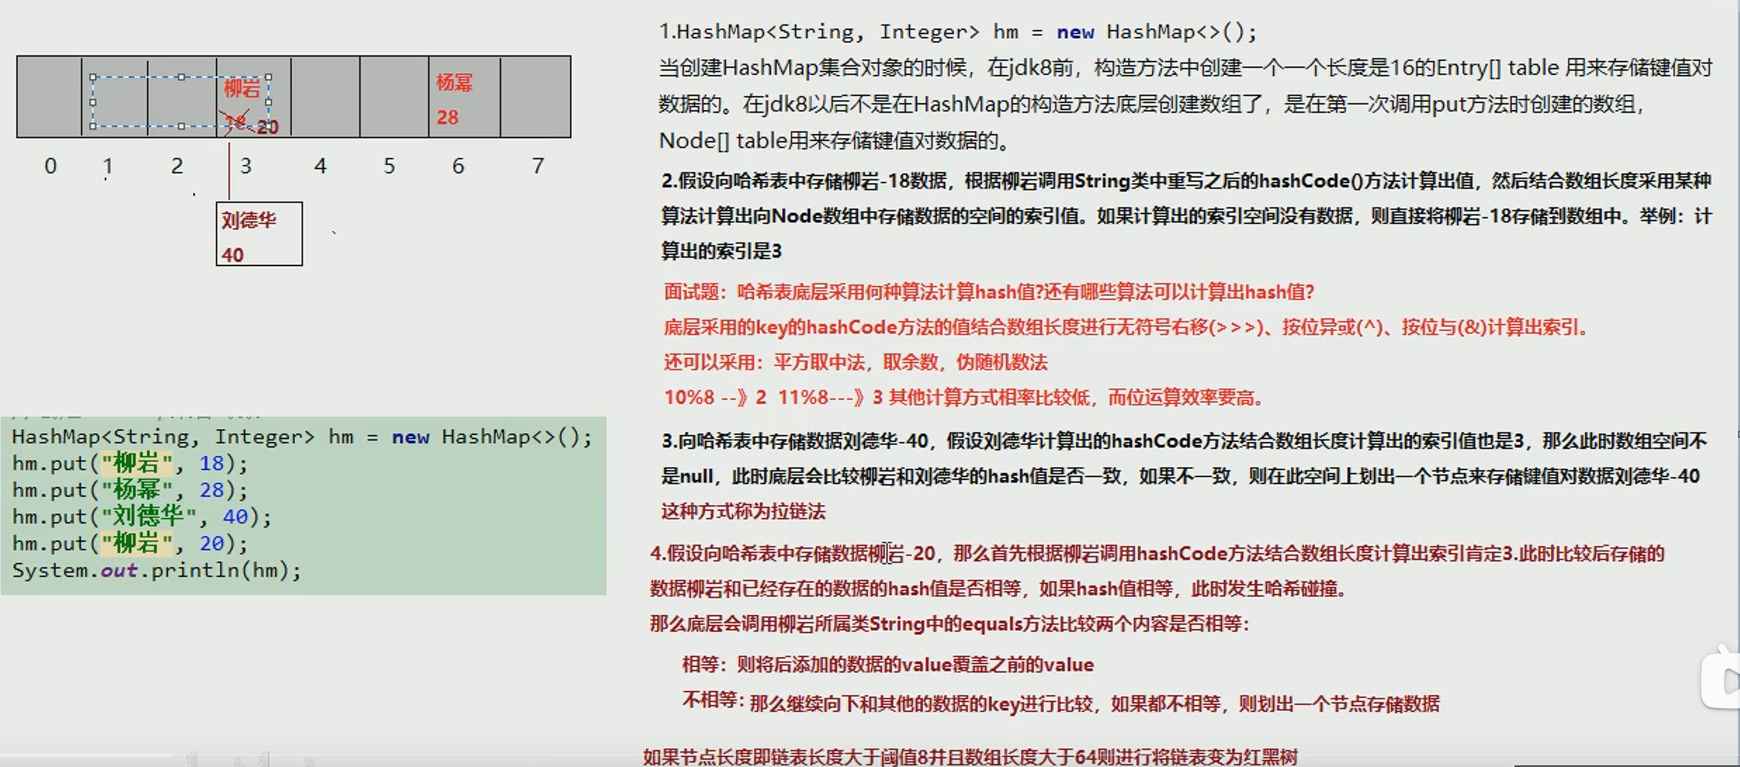 柳岩
18 20
杨幂
28
0 1 2 3 4 5 6 7
刘德华
40
HashMap<String, Integer> hm = new HashMap<>();
hm.put("柳岩", 18);
hm.put("杨幂", 28);
hm.put("刘德华", 40);
hm.put("柳岩", 20);
System.out.println(hm);
1.HashMap<String, Integer> hm = new HashMap<>();
当创建HashMap集合对象的时候，在jdk8前，构造方法中创建一个一个长度是16的Entry[] table 用来存储键值对
数据的。在jdk8以后不是在HashMap的构造方法底层创建数组了，是在第一次调用put方法时创建的数组，
Node[] table用来存储键值对数据的。
2.假设向哈希表中存储柳岩-18数据，根据柳岩调用String类中重写之后的hashCode()方法计算出值，然后结合数组长度采用某种
算法计算出向Node数组中存储数据的空间的索引值。如果计算出的索引空间没有数据，则直接将柳岩-18存储到数组中。举例：计
算出的索引是3
面试题：哈希表底层采用何种算法计算hash值?还有哪些算法可以计算出hash值?
底层采用的key的hashCode方法的值结合数组长度进行无符号右移(>>>)、按位异或(^)、按位与(&)计算出索引。
还可以采用：平方取中法，取余数，伪随机数法
10%8 --》2 11%8---》3 其他计算方式相率比较低，而位运算效率要高。
3.向哈希表中存储数据刘德华-40，假设刘德华计算出的hashCode方法结合数组长度计算出的索引值也是3，那么此时数组空间不
是null，此时底层会比较柳岩和刘德华的hash值是否一致，如果不一致，则在此空间上划出一个节点来存储键值对数据刘德华-40
这种方式称为拉链法
4.假设向哈希表中存储数据柳岩-20，那么首先根据柳岩调用hashCode方法结合数组长度计算出索引肯定3.此时比较后存储的
数据柳岩和已经存在的数据的hash值是否相等，如果hash值相等，此时发生哈希碰撞。
那么底层会调用柳岩所属类String中的equals方法比较两个内容是否相等：
相等：则将后添加的数据的value覆盖之前的value
不相等：那么继续向下和其他的数据的key进行比较，如果都不相等，则划出一个节点存储数据
如果节点长度即链表长度大于阈值8并且数组长度大于64则进行将链表变为红黑树